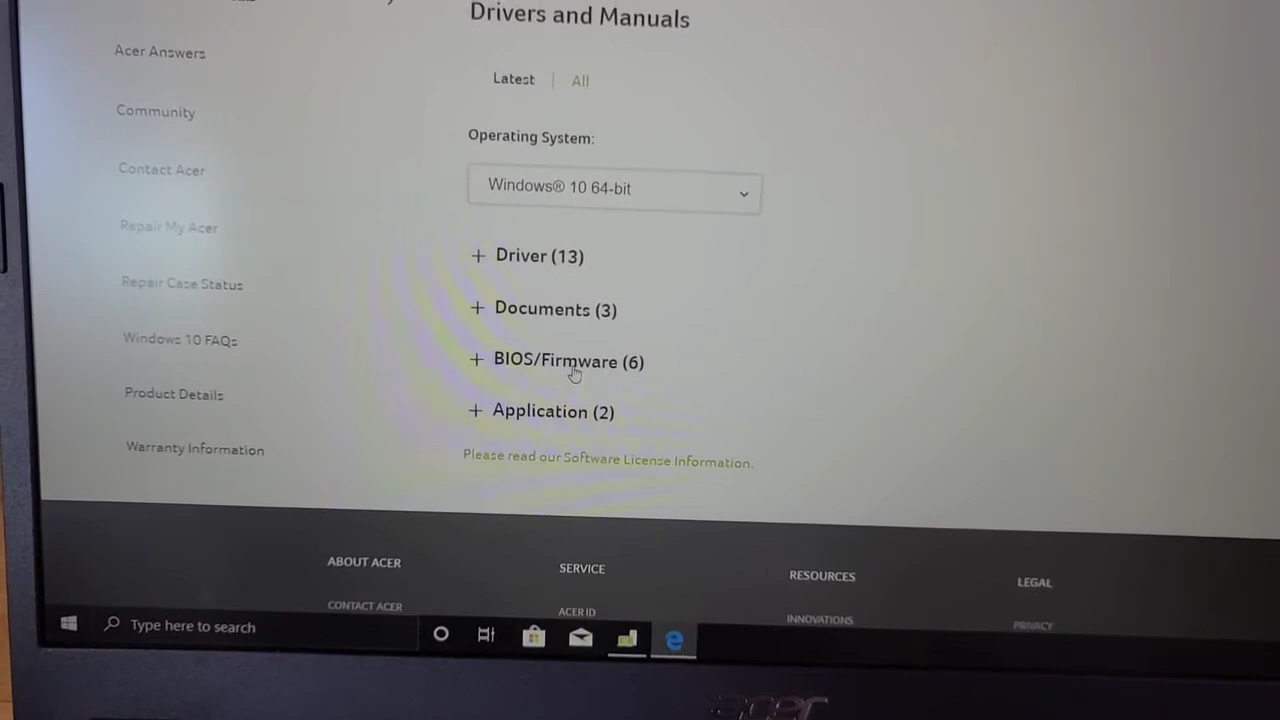 Drivers and Manuals
Acer Answers
Community
Contact Acer
Repair My Acer
Repair Case Status
Windows 10 FAQs
Product Details
Warranty Information
Latest | All
Operating System:
Windows® 10 64-bit
+ Driver (13)
+ Documents (3)
+ BIOS/Firmware (6)
+ Application (2)
Please read our Software License Information.
ABOUT ACER
CONTACT ACER
SERVICE
ACER ID
RESOURCES
INNOVATIONS
LEGAL
PRIVACY
Type here to search
acer